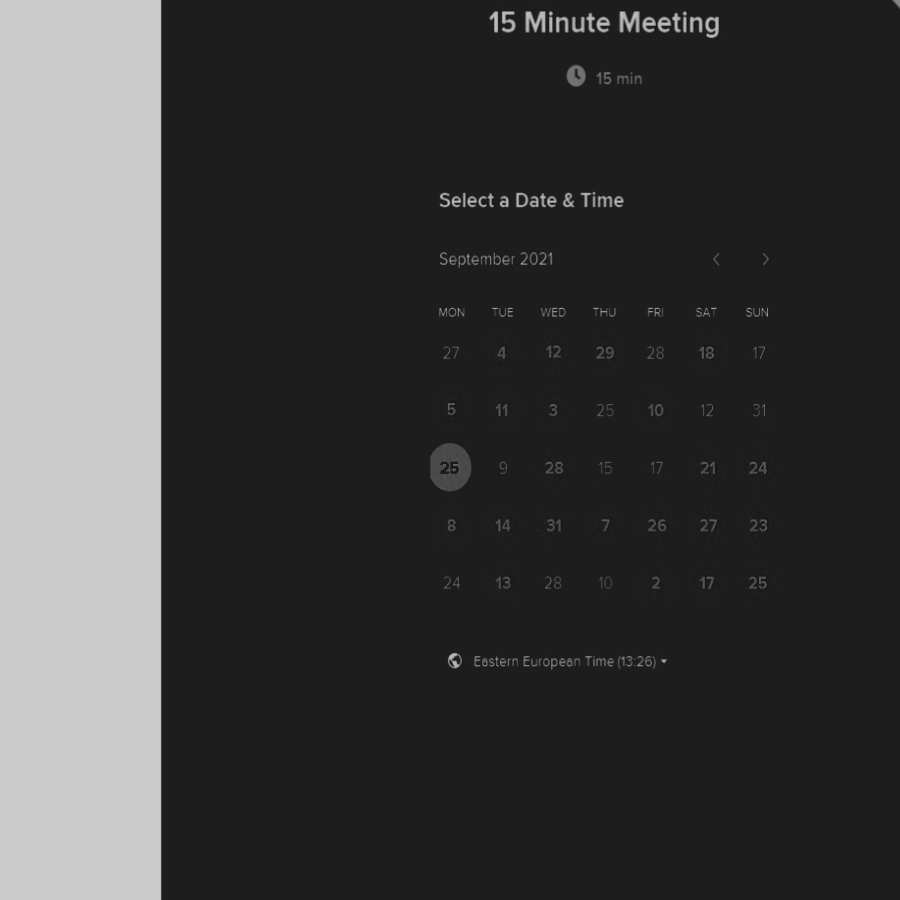 15 Minute Meeting
15 min
Select a Date & Time
September 2021
MON TUE WED THU FRI SAT SUN
27 4 12 29 28 18 17
5 11 3 25 10 12 31
25 9 28 15 17 21 24
8 14 31 7 26 27 23
24 13 28 10 2 17 25
Eastern European Time (13:26)